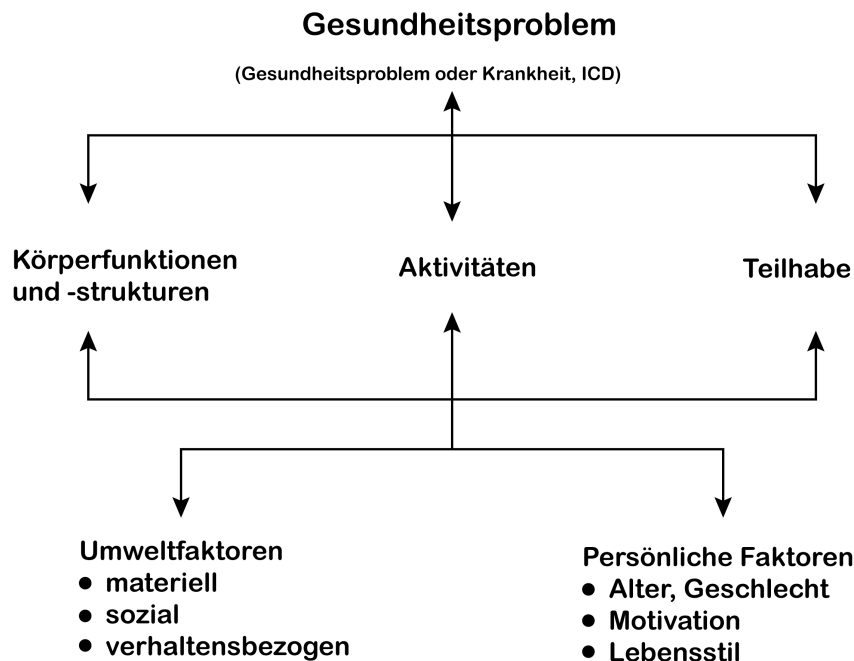 Gesundheitsproblem
(Gesundheitsproblem oder Krankheit, ICD)
Körperfunktionen
und -strukturen
Aktivitäten
Teilhabe
Umweltfaktoren
● materiell
● sozial
● verhaltensbezogen
Persönliche Faktoren
● Alter, Geschlecht
● Motivation
● Lebensstil